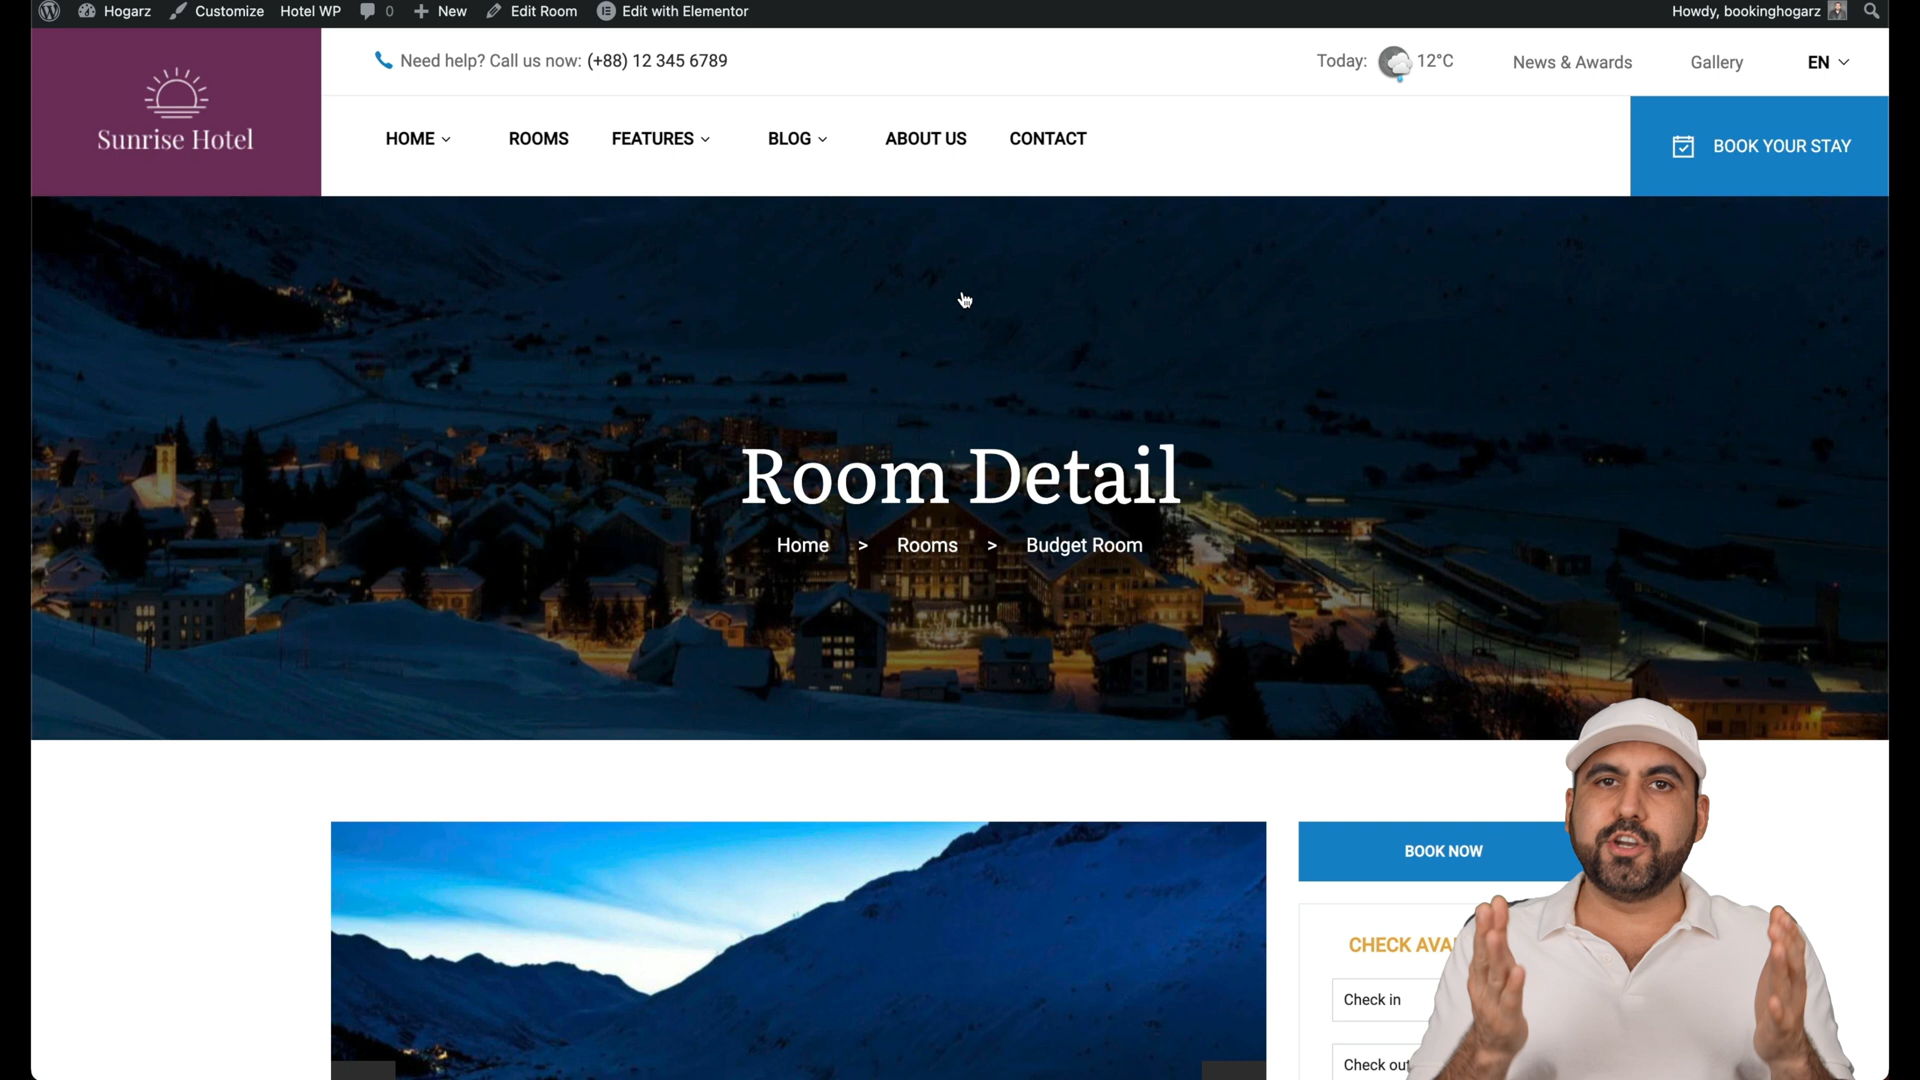 Hogarz Customize Hotel WP 0 New Edit Room Edit with Elementor Howdy, bookinghogarz
Need help? Call us now: (+88) 12 345 6789 Today: 12°C News & Awards Gallery EN
Sunrise Hotel
HOME ROOMS FEATURES BLOG ABOUT US CONTACT BOOK YOUR STAY
Room Detail
Home > Rooms > Budget Room
BOOK NOW
CHECK AVA
Check in
Check out